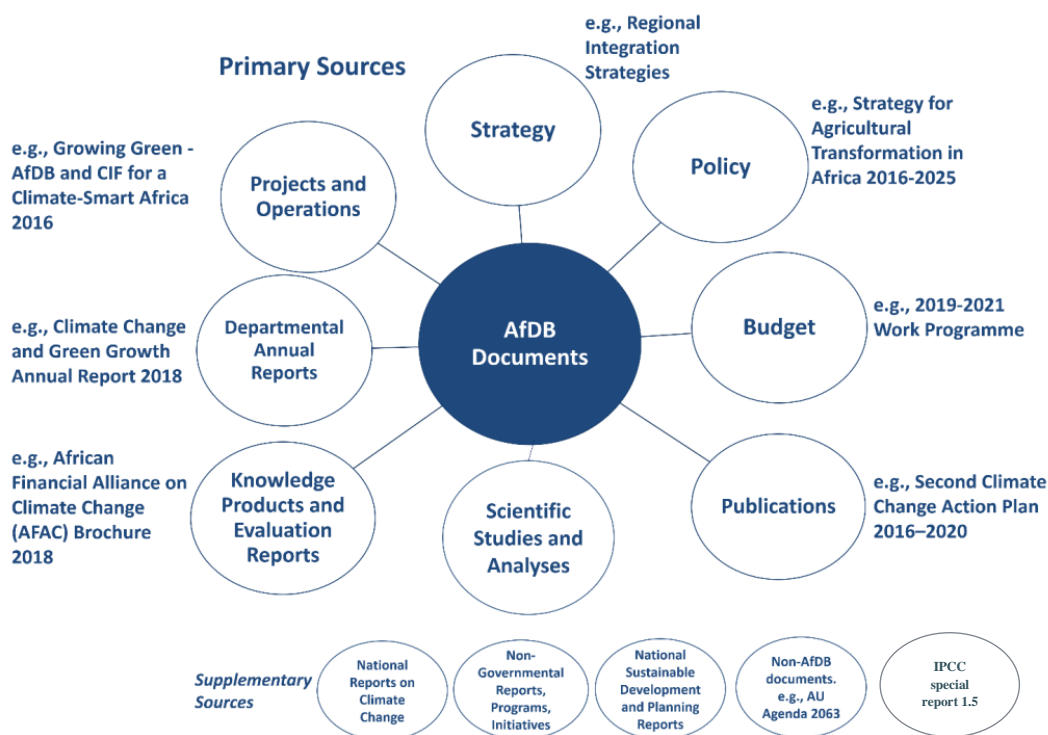 Primary Sources
e.g., Regional
Integration
Strategies
Strategy
e.g., Strategy for
Agricultural
Transformation in
Africa 2016-2025
Policy
e.g., Growing Green -
AfDB and CIF for a
Climate-Smart Africa
2016
Projects and
Operations
AfDB
Documents
Budget
e.g., 2019-2021
Work Programme
e.g., Climate Change
and Green Growth
Annual Report 2018
Departmental
Annual
Reports
e.g., African
Financial Alliance on
Climate Change
(AFAC) Brochure
2018
Knowledge
Products and
Evaluation
Reports
Scientific
Studies and
Analyses
Publications
e.g., Second Climate
Change Action Plan
2016–2020
Supplementary
Sources
National
Reports on
Climate
Change
Non-
Governmental
Reports,
Programs,
Initiatives
National
Sustainable
Development
and Planning
Reports
Non-AfDB
documents.
e.g., AU
Agenda 2063
IPCC
special
report 1.5